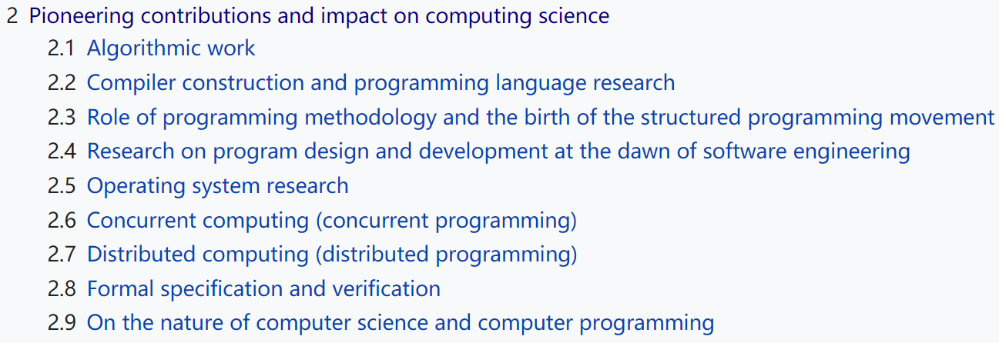 2 Pioneering contributions and impact on computing science
2.1 Algorithmic work
2.2 Compiler construction and programming language research
2.3 Role of programming methodology and the birth of the structured programming movement
2.4 Research on program design and development at the dawn of software engineering
2.5 Operating system research
2.6 Concurrent computing (concurrent programming)
2.7 Distributed computing (distributed programming)
2.8 Formal specification and verification
2.9 On the nature of computer science and computer programming